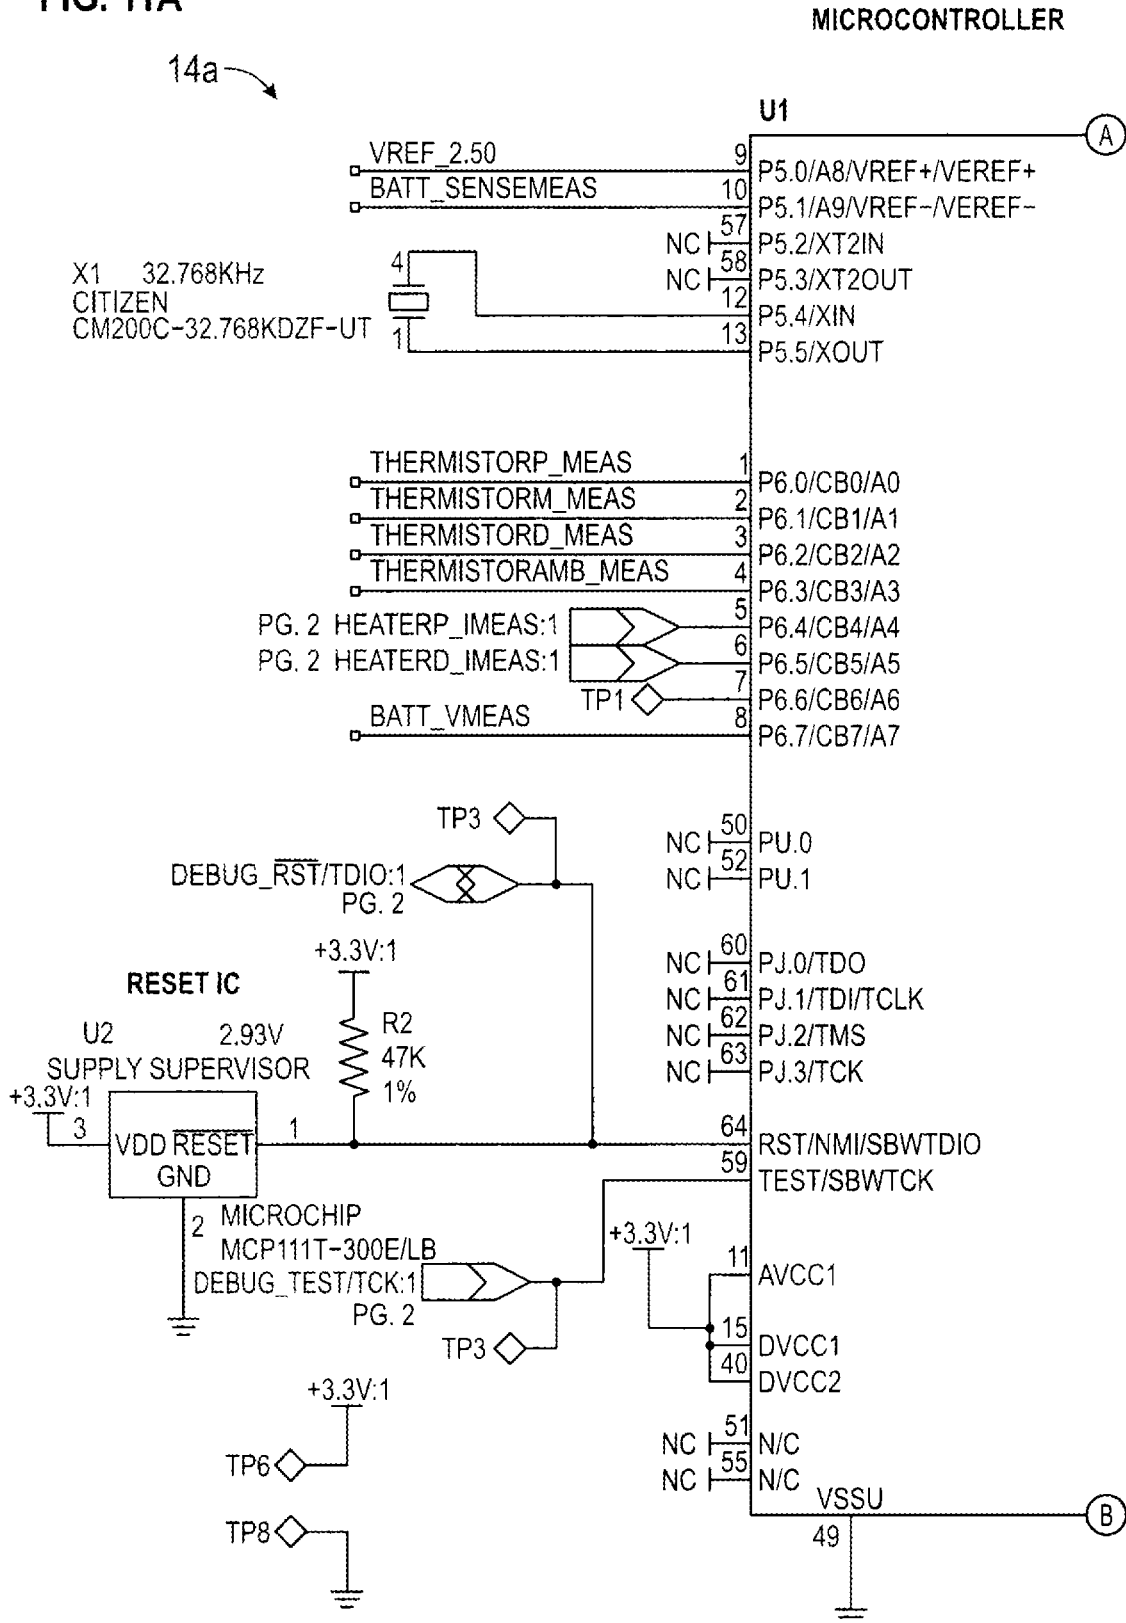 FIG. 11A
MICROCONTROLLER
14a
U1
A
VREF_2.50
9
P5.0/A8/VREF+/VEREF+
BATT_SENSEMEAS
10
P5.1/A9/VREF-/VEREF-
NC
57
P5.2/XT2IN
NC
58
P5.3/XT2OUT
X1 32.768KHz
CITIZEN
CM200C-32.768KDZF-UT
4
1
12
P5.4/XIN
13
P5.5/XOUT
THERMISTORP_MEAS
1
P6.0/CB0/A0
THERMISTORM_MEAS
2
P6.1/CB1/A1
THERMISTORD_MEAS
3
P6.2/CB2/A2
THERMISTORAMB_MEAS
4
P6.3/CB3/A3
PG. 2 HEATERP_IMEAS:1
5
P6.4/CB4/A4
PG. 2 HEATERD_IMEAS:1
6
P6.5/CB5/A5
TP1
7
P6.6/CB6/A6
BATT_VMEAS
8
P6.7/CB7/A7
TP3
DEBUG_RST/TDIO:1
PG. 2
NC
50
PU.0
NC
52
PU.1
NC
60
PJ.0/TDO
NC
61
PJ.1/TDI/TCLK
NC
62
PJ.2/TMS
NC
63
PJ.3/TCK
+3.3V:1
R2
47K
1%
RESET IC
U2 2.93V
SUPPLY SUPERVISOR
+3.3V:1
3
VDD RESET
GND
1
2
MICROCHIP
MCP111T-300E/LB
64
RST/NMI/SBWTDIO
59
TEST/SBWTCK
DEBUG_TEST/TCK:1
PG. 2
TP3
+3.3V:1
11
AVCC1
15
DVCC1
40
DVCC2
+3.3V:1
TP6
TP8
NC
51
N/C
NC
55
N/C
VSSU
49
B